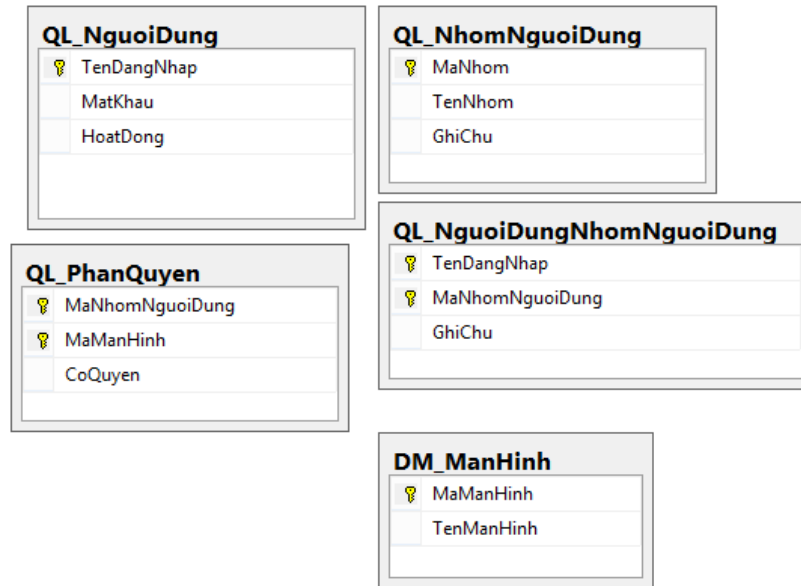 QL_NguoiDung
TenDangNhap
MatKhau
HoatDong
QL_NhomNguoiDung
MaNhom
TenNhom
GhiChu
QL_PhanQuyen
MaNhomNguoiDung
MaManHinh
CoQuyen
QL_NguoiDungNhomNguoiDung
TenDangNhap
MaNhomNguoiDung
GhiChu
DM_ManHinh
MaManHinh
TenManHinh